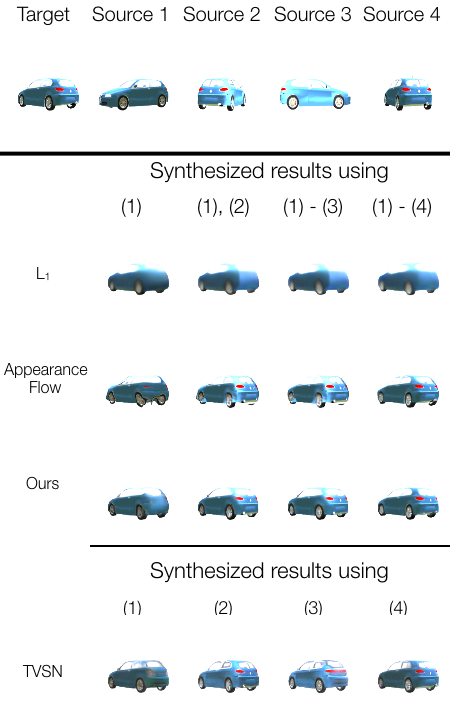 Target Source 1 Source 2 Source 3 Source 4
Synthesized results using
(1) (1), (2) (1) - (3) (1) - (4)
L₁
Appearance
Flow
Ours
Synthesized results using
(1) (2) (3) (4)
TVSN